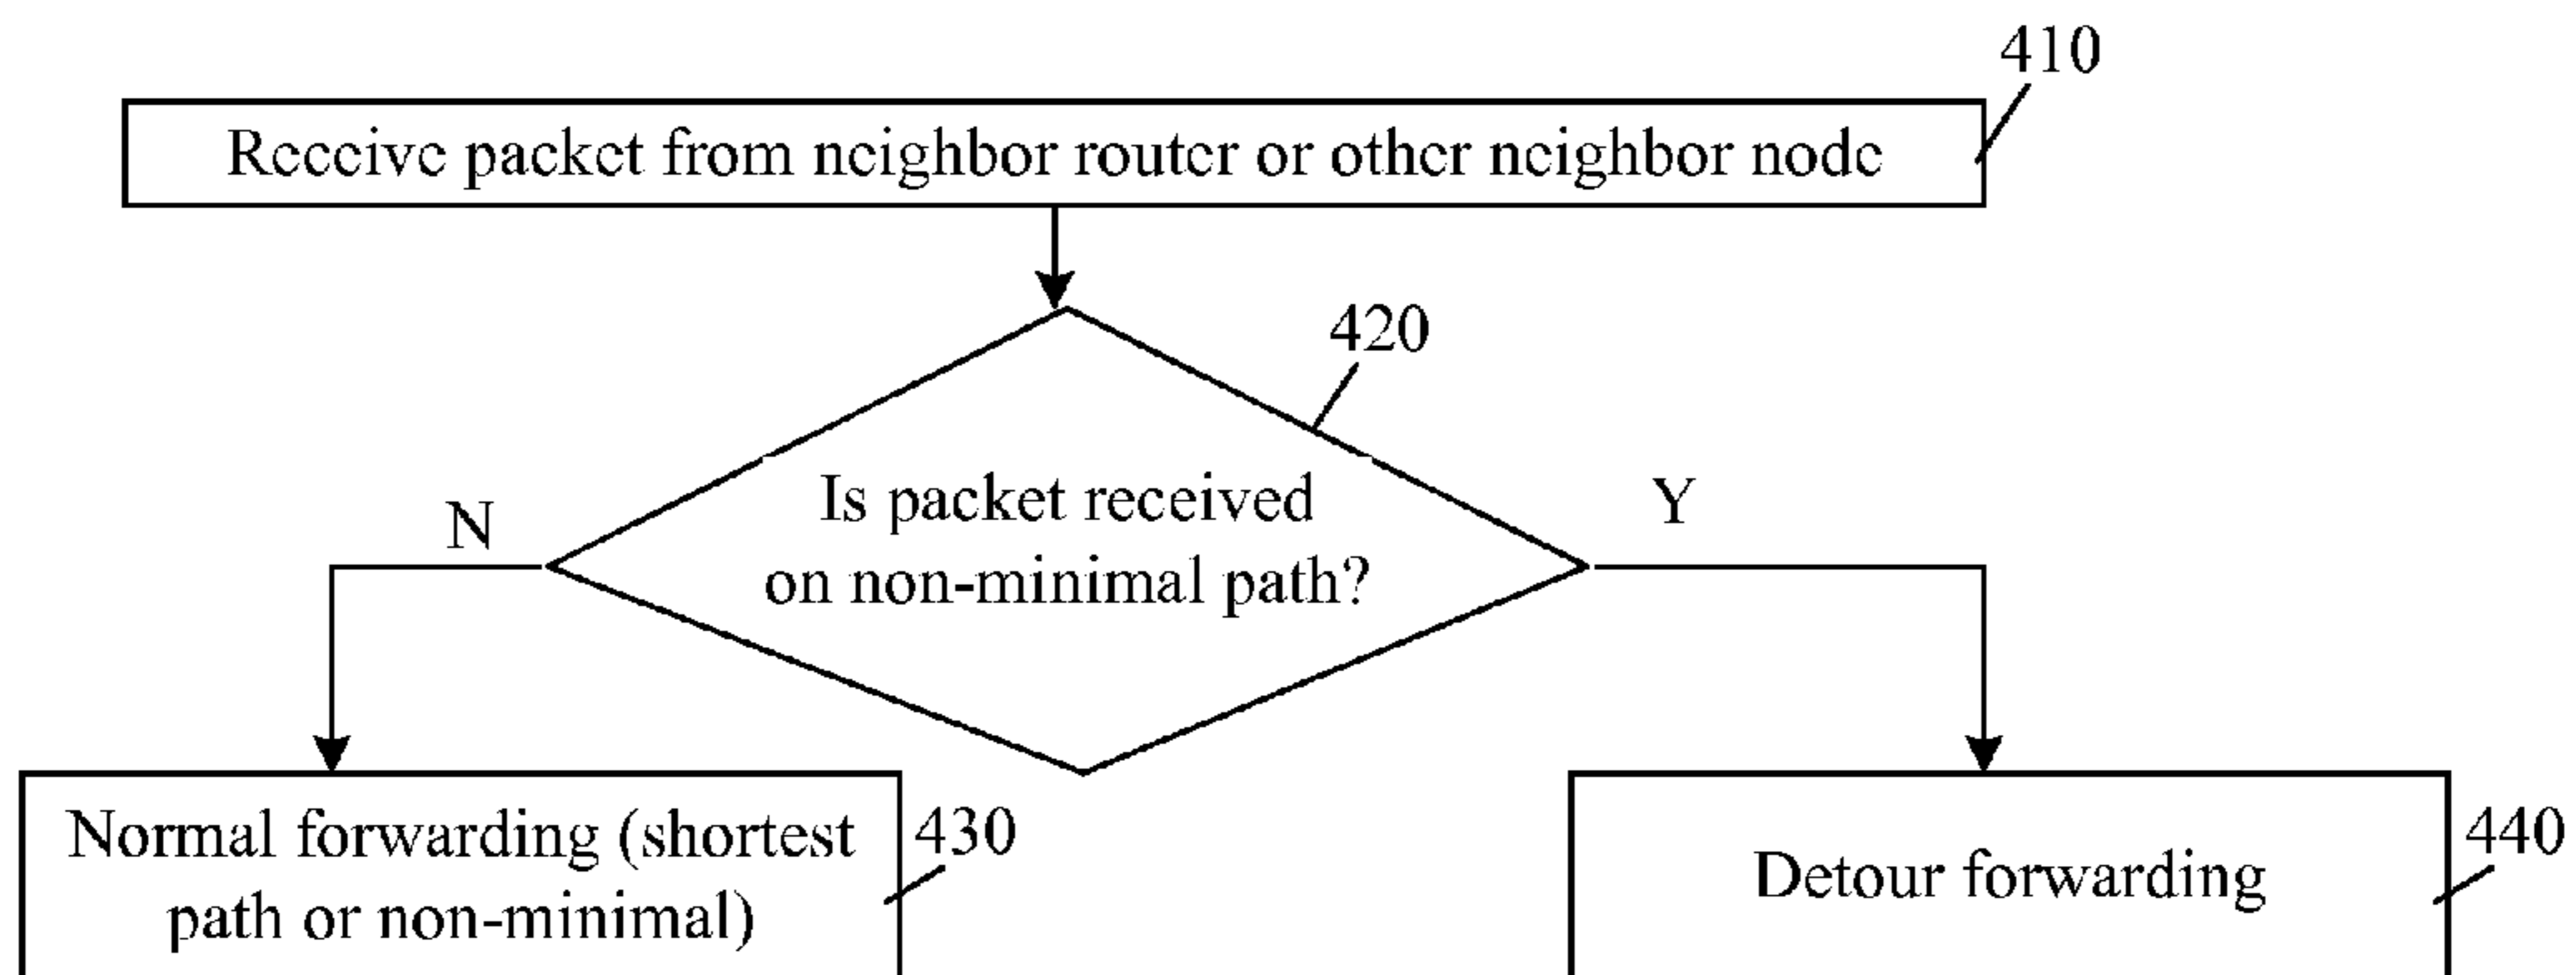 410
Receive packet from neighbor router or other neighbor node
420
N
Is packet received
on non-minimal path?
Y
Normal forwarding (shortest
path or non-minimal)
430
Detour forwarding
440